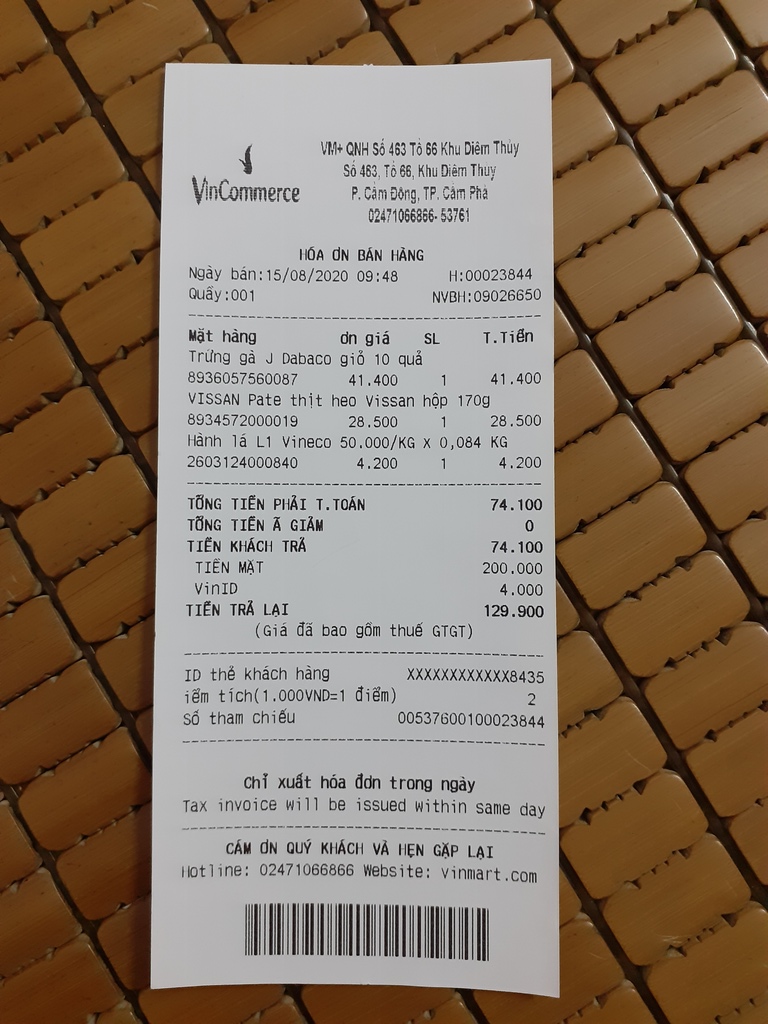 VinCommerce
VM+ QNH Số 463 Tổ 66 Khu Diêm Thủy
Số 463, Tổ 66, Khu Diêm Thuỷ
P. Cẩm Đông, TP. Cẩm Phả
02471066866- 53761
HÓA ƠN BÁN HÀNG
Ngày bán:15/08/2020 09:48 H:00023844
Quầy:001 NVBH:09026650
Mặt hàng ơn giá SL T.Tiền
Trứng gà J Dabaco giỏ 10 quả
8936057560087 41.400 1 41.400
VISSAN Pate thịt heo Vissan hộp 170g
8934572000019 28.500 1 28.500
Hành lá L1 Vineco 50.000/KG X 0,084 KG
2603124000840 4.200 1 4.200
TỔNG TIỀN PHẢI T.TOÁN 74.100
TỔNG TIỀN Ã GIẢM 0
TIỀN KHÁCH TRẢ 74.100
TIỀN MẶT 200.000
VinID 4.000
TIỀN TRẢ LẠI 129.900
(Giá đã bao gồm thuế GTGT)
ID thẻ khách hàng XXXXXXXXXXXX8435
iểm tích(1.000VND=1 điểm) 2
Số tham chiếu 00537600100023844
Chỉ xuất hóa đơn trong ngày
Tax invoice will be issued within same day
CẢM ƠN QUÝ KHÁCH VÀ HẸN GẶP LẠI
Hotline: 02471066866 Website: vinmart.com